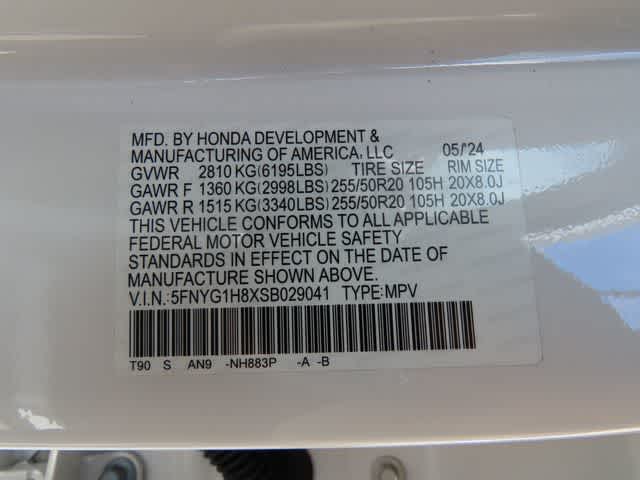 MFD. BY HONDA DEVELOPMENT &
MANUFACTURING OF AMERICA, LLC 05/'24
GVWR 2810 KG(6195LBS) TIRE SIZE RIM SIZE
GAWR F 1360 KG(2998LBS) 255/50R20 105H 20X8.0J
GAWR R 1515 KG(3340LBS) 255/50R20 105H 20X8.0J
THIS VEHICLE CONFORMS TO ALL APPLICABLE
FEDERAL MOTOR VEHICLE SAFETY
STANDARDS IN EFFECT ON THE DATE OF
MANUFACTURE SHOWN ABOVE.
V.I.N.:5FNYG1H8XSB029041 TYPE:MPV
T90 S AN9 -NH883P -A -B